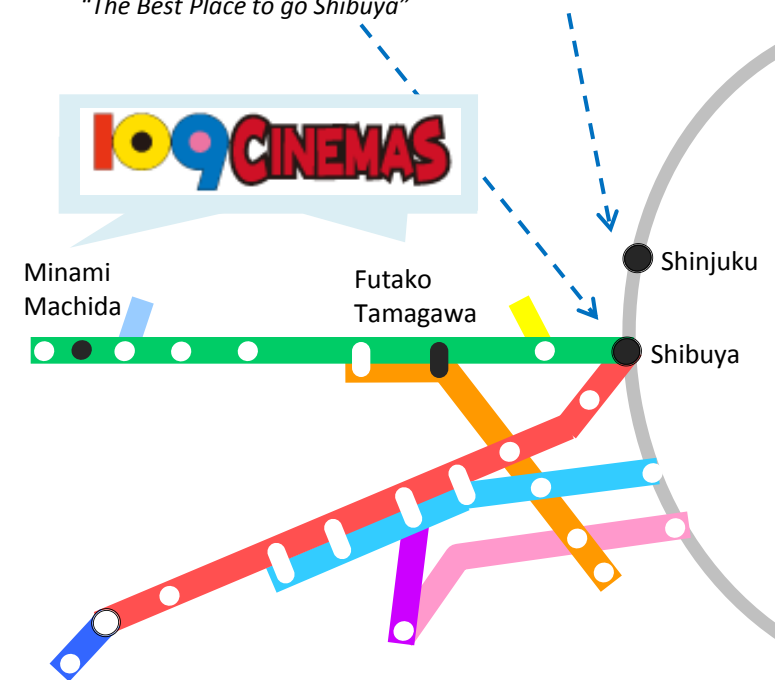 “The Best Place to go Shibuya”
109CINEMAS
Minami
Machida
Futako
Tamagawa
Shinjuku
Shibuya